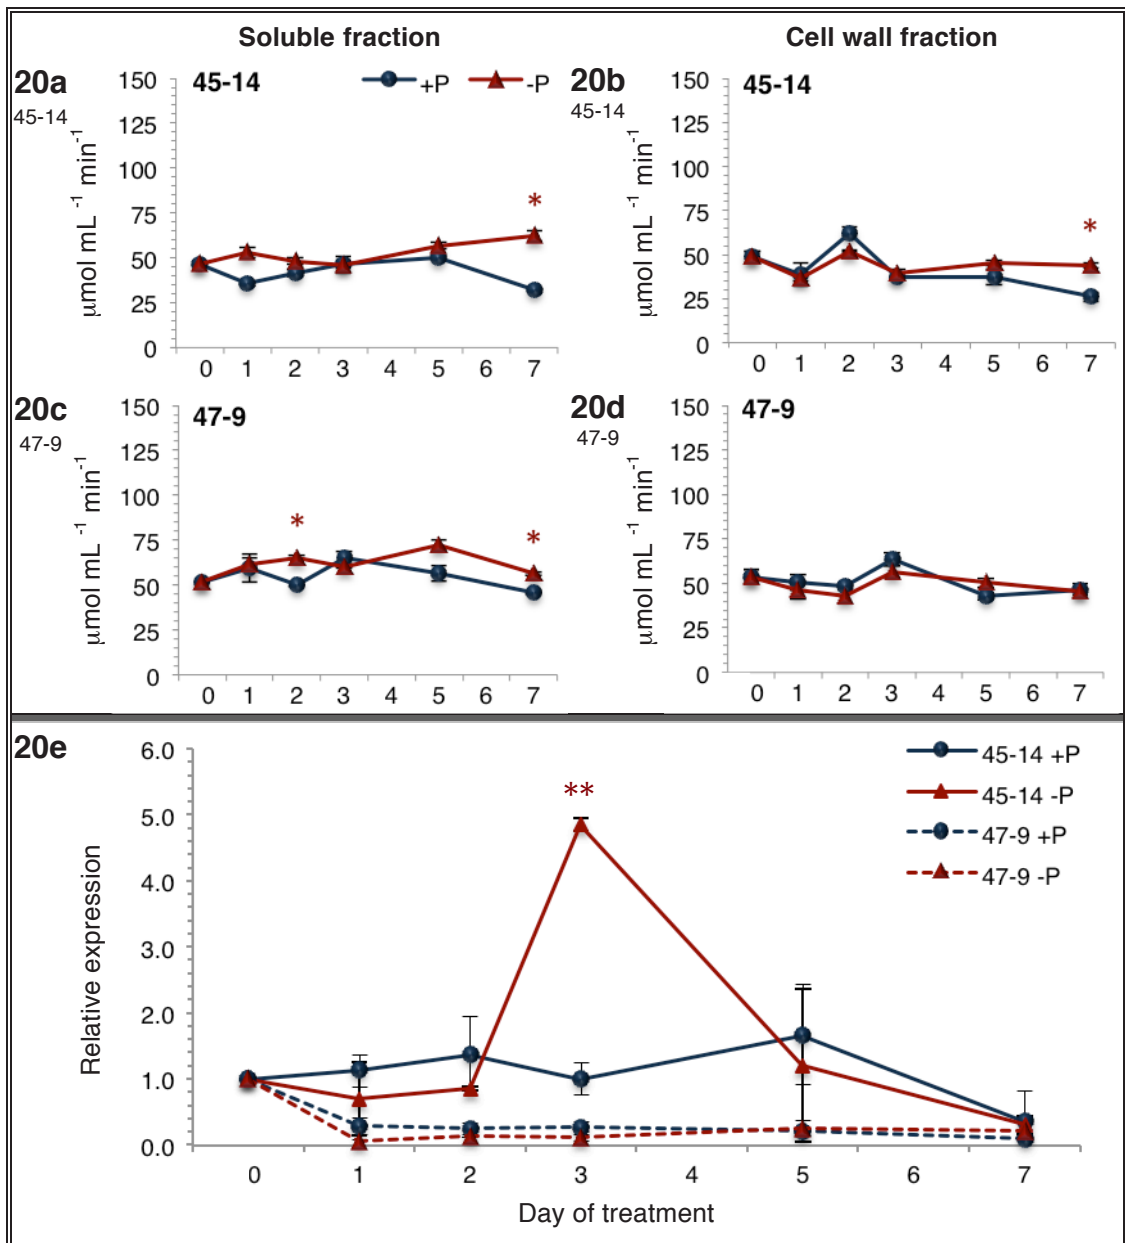 Soluble fraction
Cell wall fraction
20a
45-14
45-14
+P
-P
µmol mL -1 min-1
150
125
100
75
50
25
0
*
0 1 2 3 4 5 6 7
20b
45-14
45-14
µmol mL -1 min-1
150
125
100
75
50
25
0
*
0 1 2 3 4 5 6 7
20c
47-9
47-9
µmol mL -1 min-1
150
125
100
75
50
25
0
* *
0 1 2 3 4 5 6 7
20d
47-9
47-9
µmol mL -1 min-1
150
125
100
75
50
25
0
0 1 2 3 4 5 6 7
20e
Relative expression
6.0
5.0
4.0
3.0
2.0
1.0
0.0
**
45-14 +P
45-14 -P
47-9 +P
47-9 -P
0 1 2 3 4 5 6 7
Day of treatment